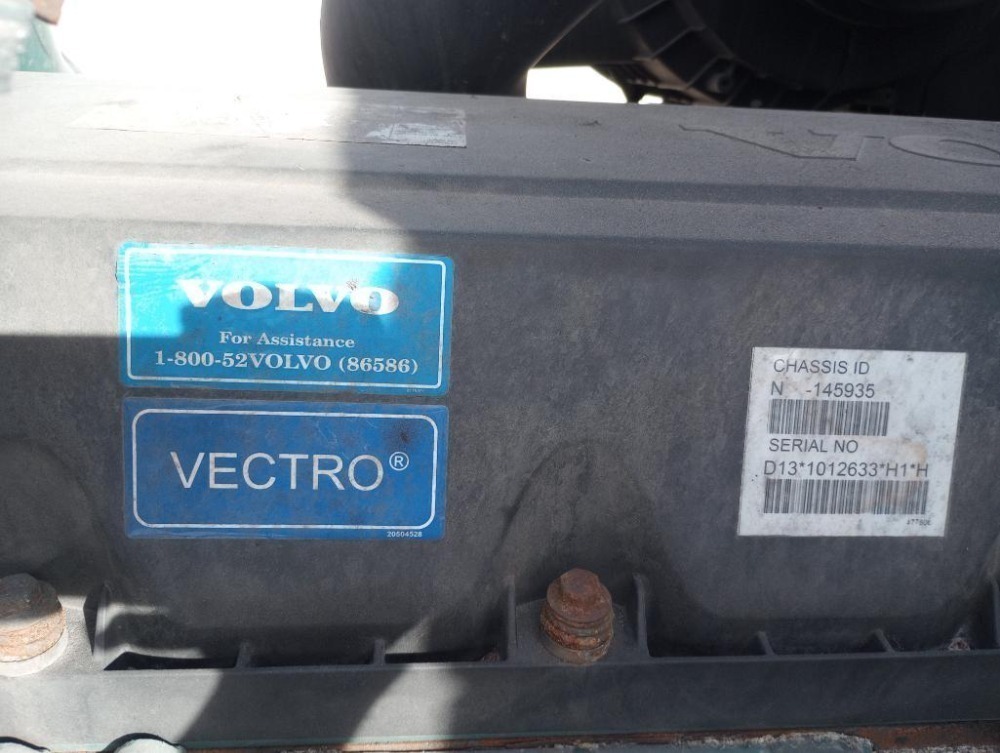 VOLVO
For Assistance
1-800-52VOLVO (86586)
VECTRO®
20504528
CHASSIS ID
N -145935
SERIAL NO
D13*1012633*H1*H